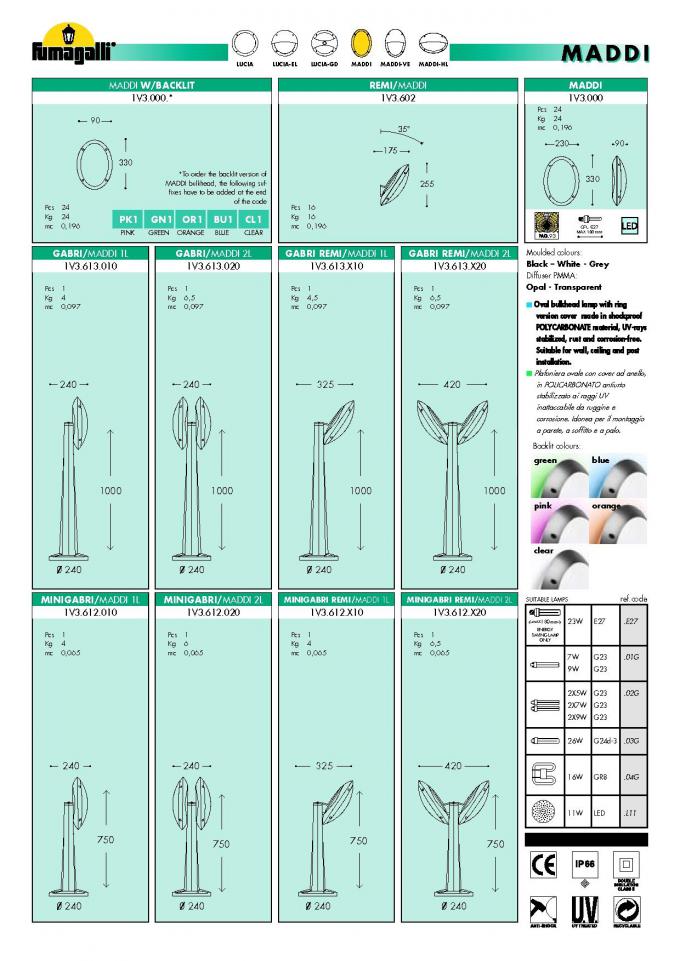 fumagalli®
LUCIA LUCIA-EL LUCIA-GD MADDI MADDI-VE MADDI-HL
MADDI
MADDI W/BACKLIT
1V3.000.*
90
330
*To order the backlit version of
MADDI bulkhead, the following suf-
fixes have to be added at the end
of the code
Pcs 24
Kg 24
mc 0,196
PK1 GN1 OR1 BU1 CL1
PINK GREEN ORANGE BLUE CLEAR
REMI/MADDI
1V3.602
35°
175
255
Pcs 16
Kg 16
mc 0,196
MADDI
1V3.000
Pcs 24
Kg 24
mc 0,196
230 90
330
PAG.93
CFL E27
MAX 180 mm
LED
GABRI/MADDI 1L
1V3.613.010
Pcs 1
Kg 4
mc 0,097
240
1000
Ø 240
GABRI/MADDI 2L
1V3.613.020
Pcs 1
Kg 6,5
mc 0,097
240
1000
Ø 240
GABRI REMI/MADDI 1L
1V3.613.X10
Pcs 1
Kg 4,5
mc 0,097
325
1000
Ø 240
GABRI REMI/MADDI 2L
1V3.613.X20
Pcs 1
Kg 6,5
mc 0,097
420
1000
Ø 240
Moulded colours:
Black – White - Grey
Diffuser PMMA:
Opal - Transparent
Oval bulkhead lamp with ring
version cover made in shockproof
POLYCARBONATE material, UV-rays
stabilized, rust and corrosion-free.
Suitable for wall, ceiling and post
installation.
Plafoniera ovale con cover ad anello,
in POLICARBONATO antiurto
stabilizzato ai raggi UV
inattaccabile da ruggine e
corrosione. Idonea per il montaggio
a parete, a soffitto e a palo.
Backlit colours:
green blue
pink orange
clear
MINIGABRI/MADDI 1L
1V3.612.010
Pcs 1
Kg 4
mc 0,065
240
750
Ø 240
MINIGABRI/MADDI 2L
1V3.612.020
Pcs 1
Kg 6
mc 0,065
240
750
Ø 240
MINIGABRI REMI/MADDI 1L
1V3.612.X10
Pcs 1
Kg 4
mc 0,065
325
750
Ø 240
MINIGABRI REMI/MADDI 2L
1V3.612.X20
Pcs 1
Kg 6,5
mc 0,065
420
750
Ø 240
SUITABLE LAMPS ref. code
ENERGY
SAVING LAMP
ONLY
23W E27 .E27
7W G23 .01G
9W G23
2X5W G23 .02G
2X7W G23
2X9W G23
26W G24d-3 .03G
16W GR8 .04G
11W LED .L11
CE
IP66
DOUBLE
INSULATION
CLASS II
ANTI-SHOCK
U.V.
UV TREATED
RECYCLABLE